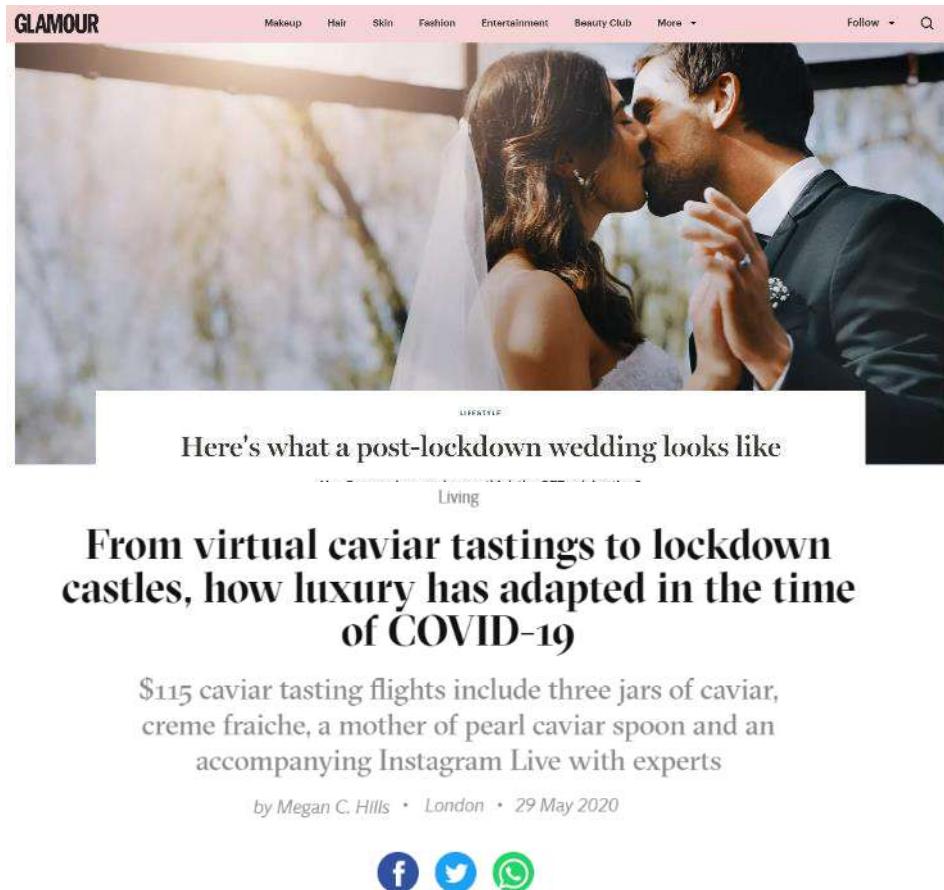 GLAMOUR
Makeup Hair Skin Fashion Entertainment Beauty Club More Follow
LIFESTYLE
Here's what a post-lockdown wedding looks like
Living
From virtual caviar tastings to lockdown
castles, how luxury has adapted in the time
of COVID-19
$115 caviar tasting flights include three jars of caviar,
creme fraiche, a mother of pearl caviar spoon and an
accompanying Instagram Live with experts
by Megan C. Hills • London • 29 May 2020